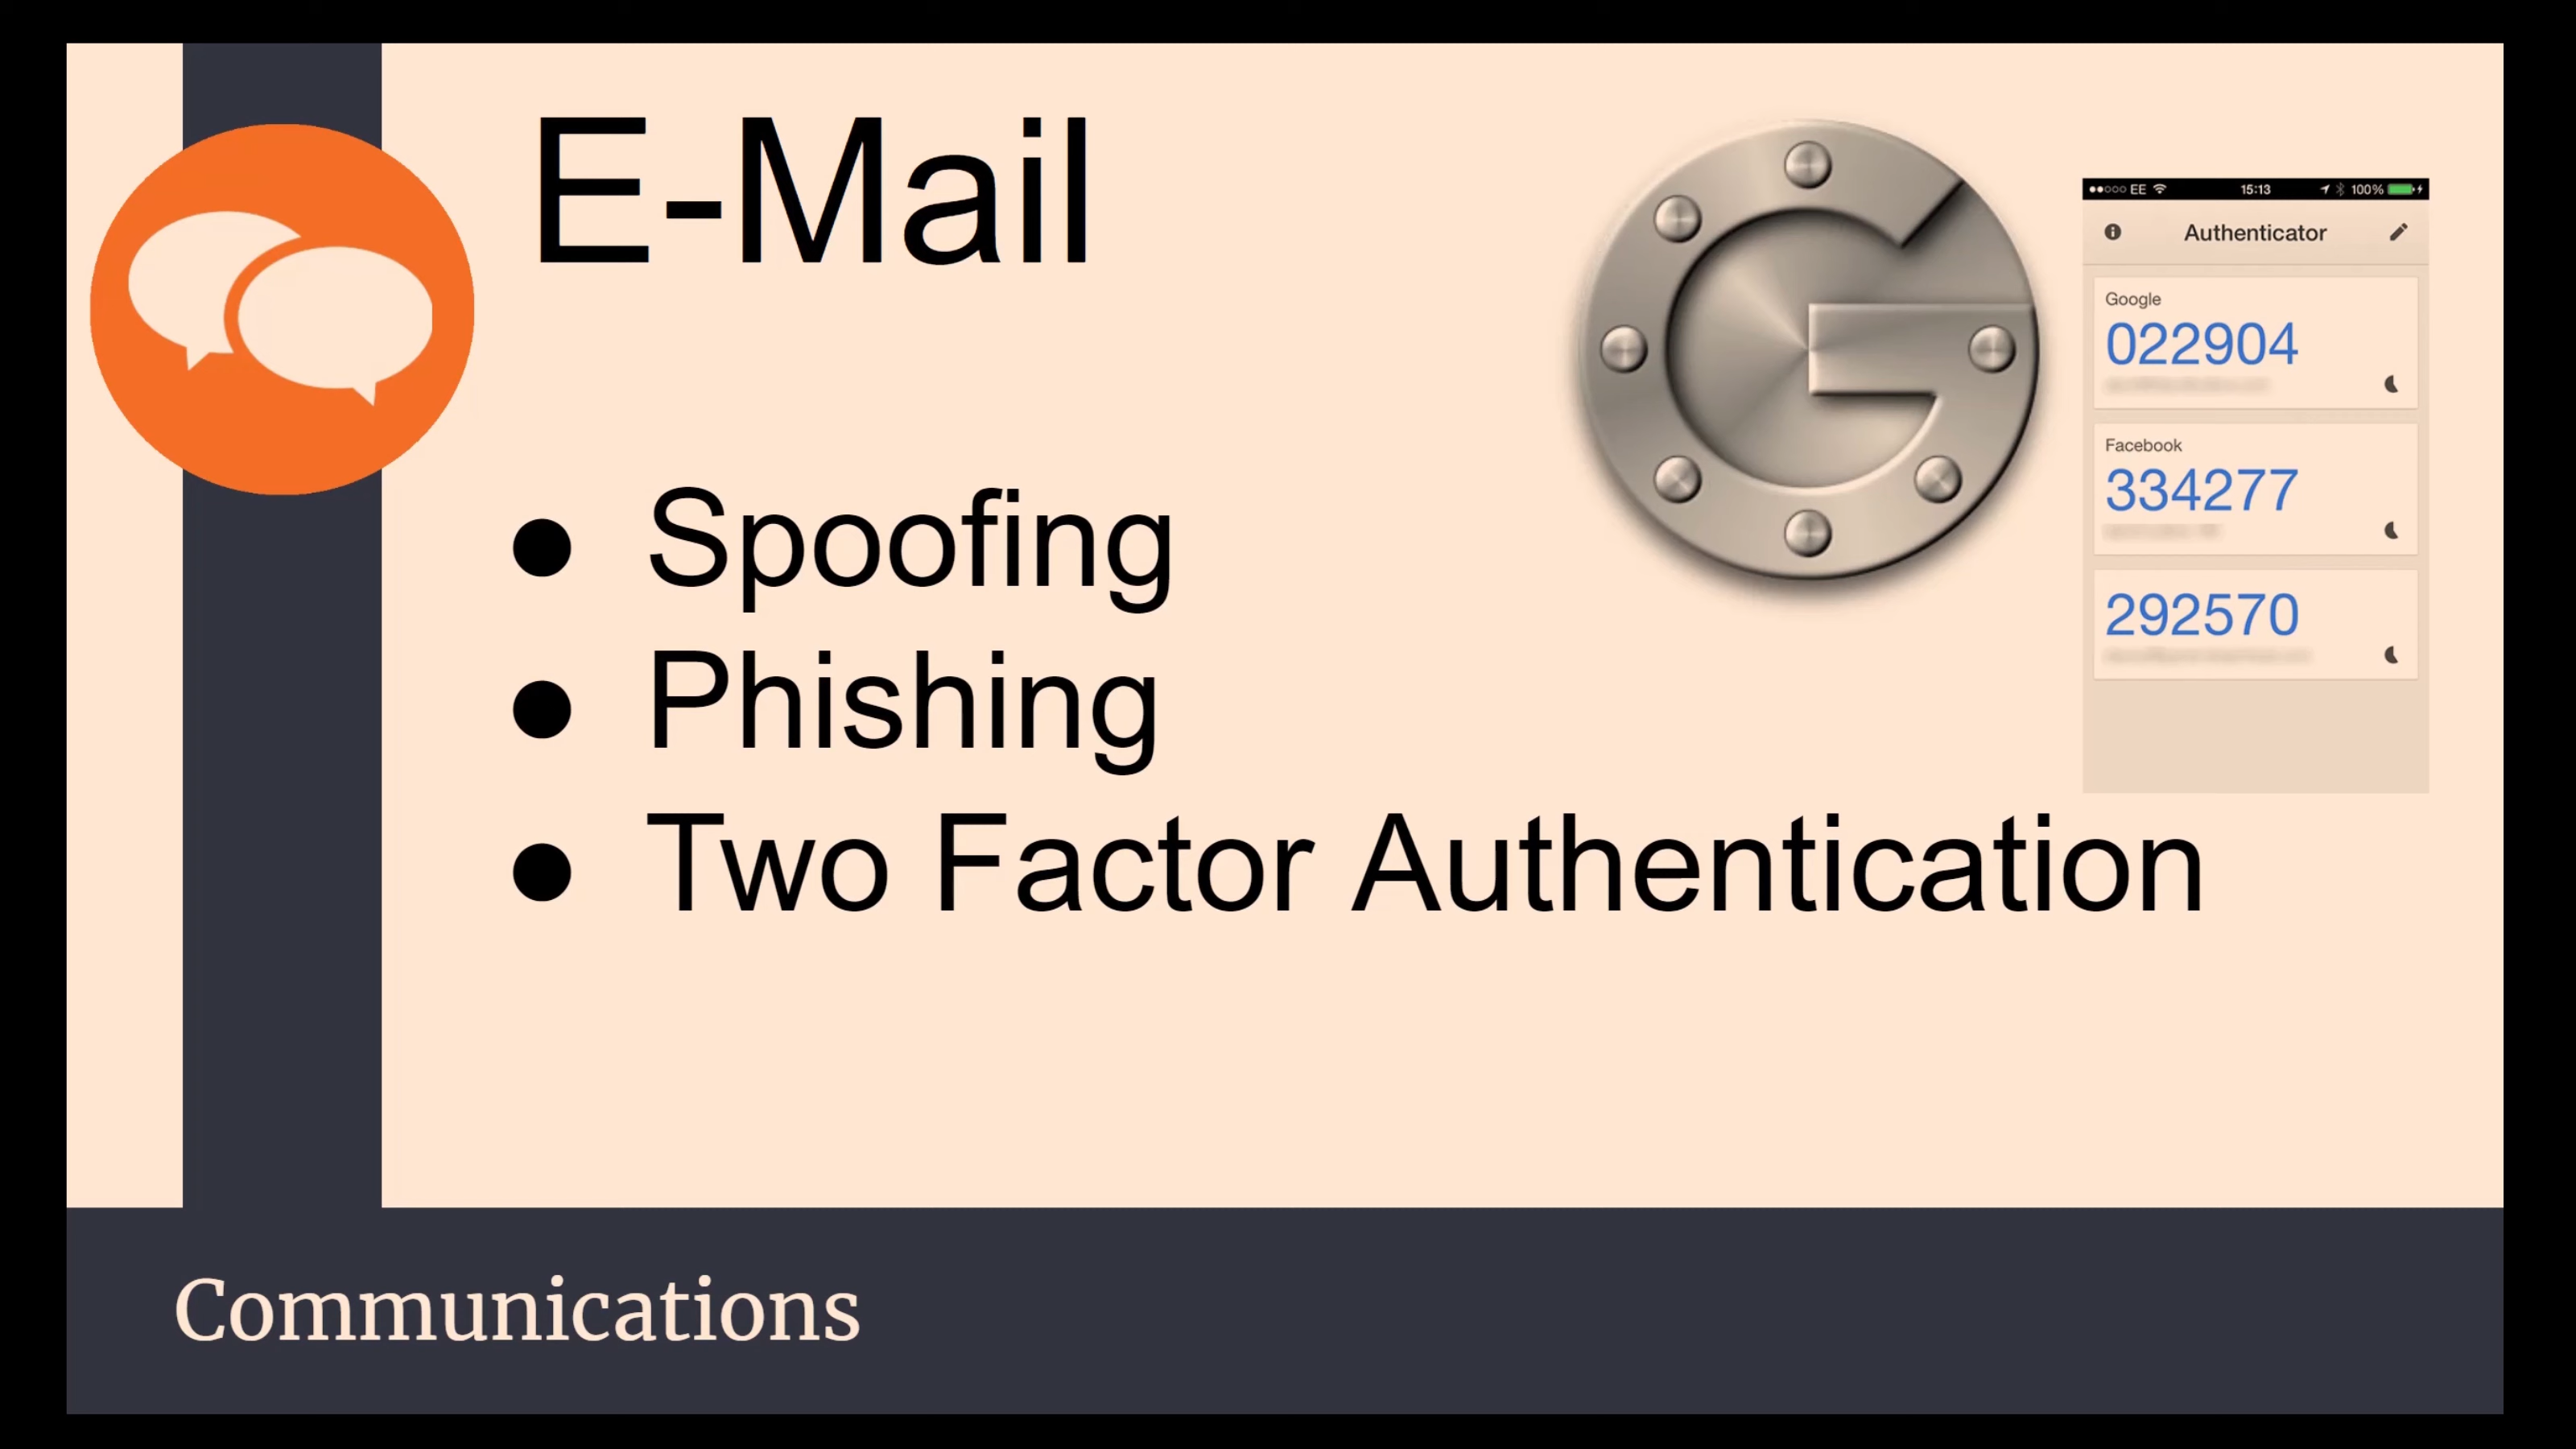 E-Mail
● Spoofing
● Phishing
● Two Factor Authentication
EE 15:13 100%
Authenticator
Google
022904
Facebook
334277
292570
Communications